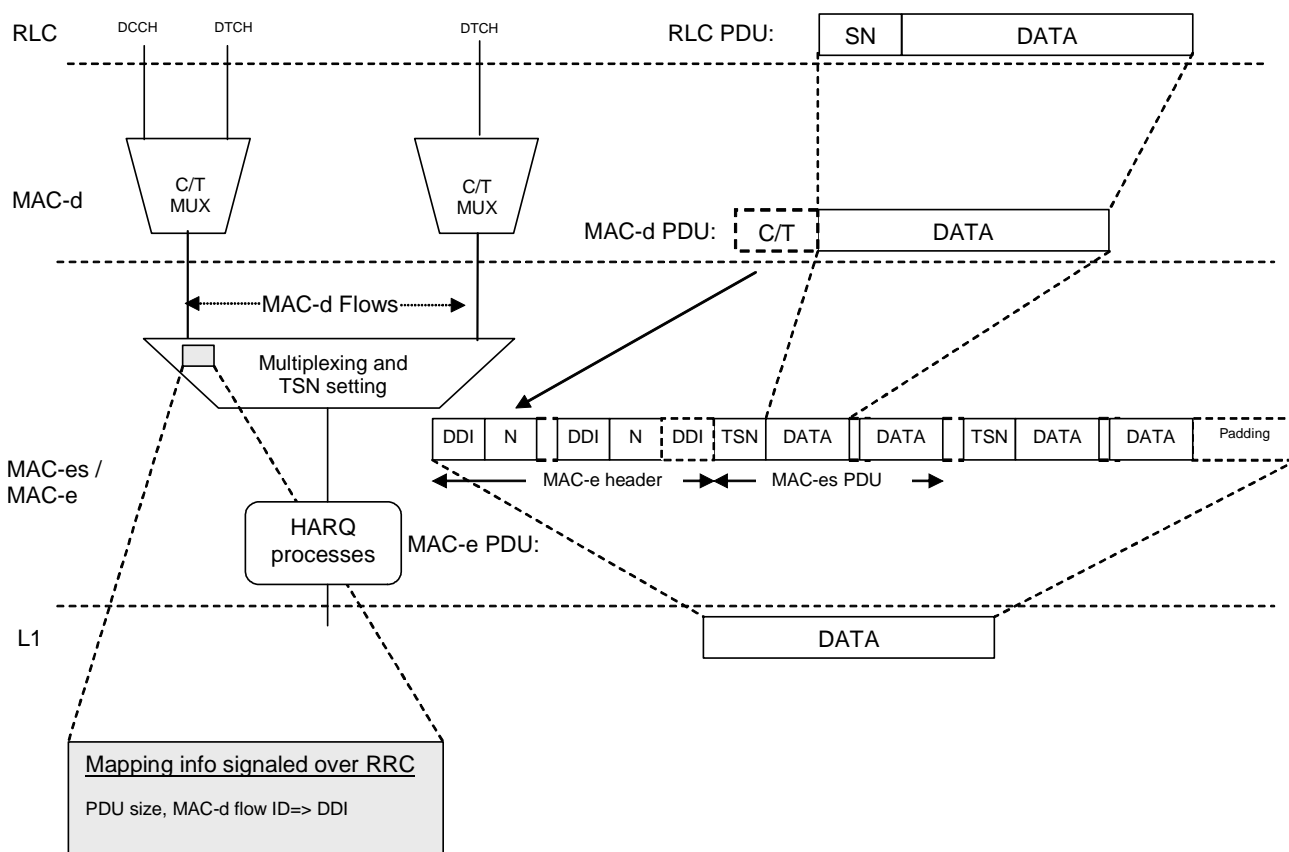 RLC
DCCH
DTCH
DTCH
RLC PDU:
SN
DATA
MAC-d
C/T
MUX
C/T
MUX
MAC-d PDU:
C/T
DATA
MAC-d Flows
Multiplexing and
TSN setting
DDI
N
DDI
N
DDI
TSN
DATA
DATA
TSN
DATA
DATA
Padding
MAC-e header
MAC-es PDU
MAC-es /
MAC-e
HARQ
processes
MAC-e PDU:
L1
DATA
Mapping info signaled over RRC
PDU size, MAC-d flow ID=> DDI